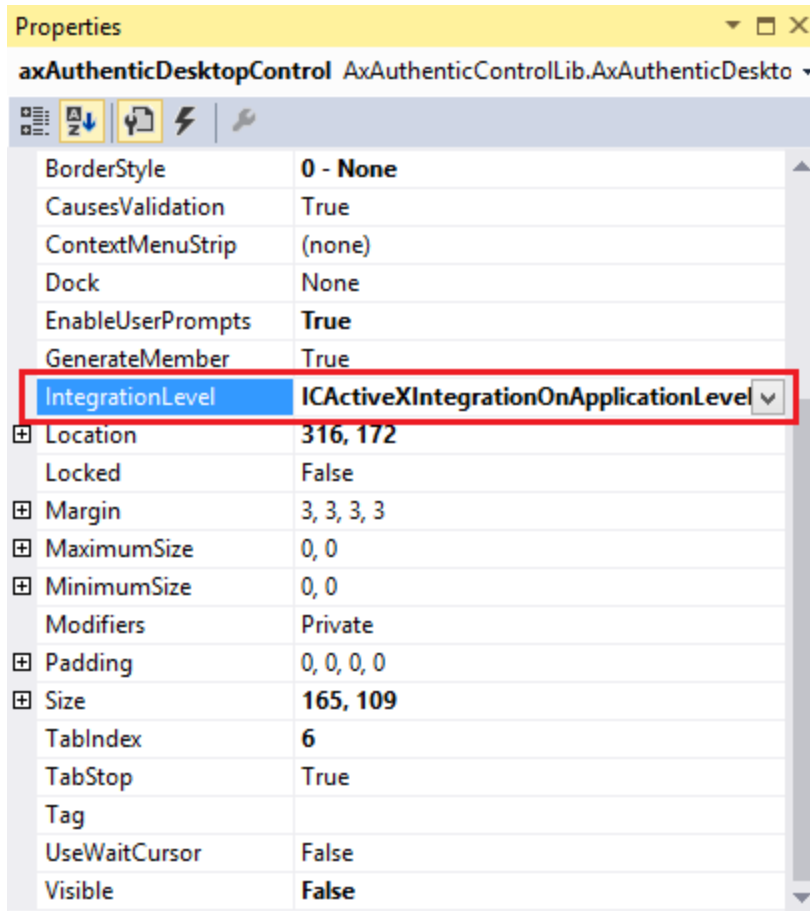 Properties
axAuthenticDesktopControl AxAuthenticControlLib.AxAuthenticDeskto
BorderStyle 0 - None
CausesValidation True
ContextMenuStrip (none)
Dock None
EnableUserPrompts True
GenerateMember True
IntegrationLevel ICActiveXIntegrationOnApplicationLevel
Location 316, 172
Locked False
Margin 3, 3, 3, 3
MaximumSize 0, 0
MinimumSize 0, 0
Modifiers Private
Padding 0, 0, 0, 0
Size 165, 109
TabIndex 6
TabStop True
Tag
UseWaitCursor False
Visible False